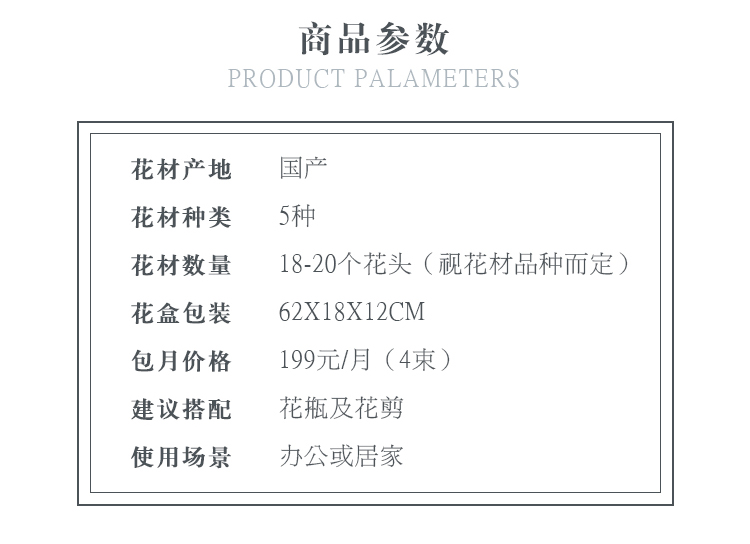 商品参数
PRODUCT PALAMETERS
花材产地 国产
花材种类 5种
花材数量 18-20个花头（视花材品种而定）
花盒包装 62X18X12CM
包月价格 199元/月（4束）
建议搭配 花瓶及花剪
使用场景 办公或居家